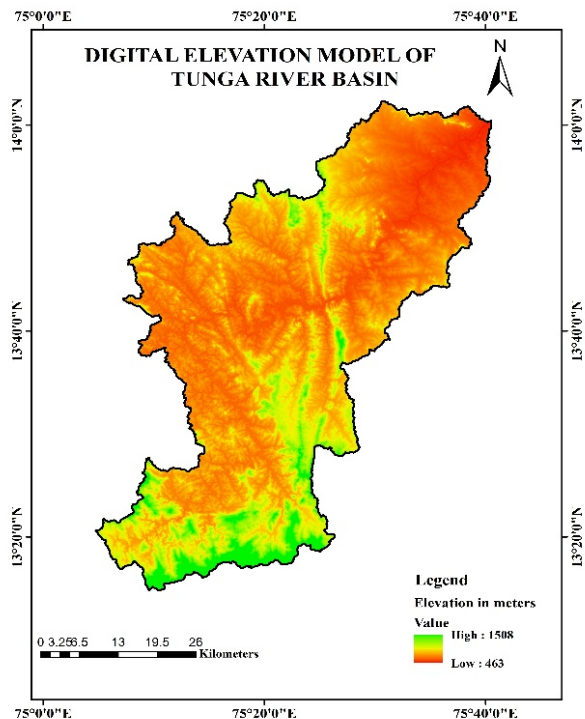 75°0'0"E 75°20'0"E 75°40'0"E
DIGITAL ELEVATION MODEL OF
TUNGA RIVER BASIN
N
14°0'0"N 14°0'0"N
13°40'0"N 13°40'0"N
13°20'0"N 13°20'0"N
Legend
Elevation in meters
Value
High : 1508
Low : 463
0 3.25 6.5 13 19.5 26
Kilometers
75°0'0"E 75°20'0"E 75°40'0"E